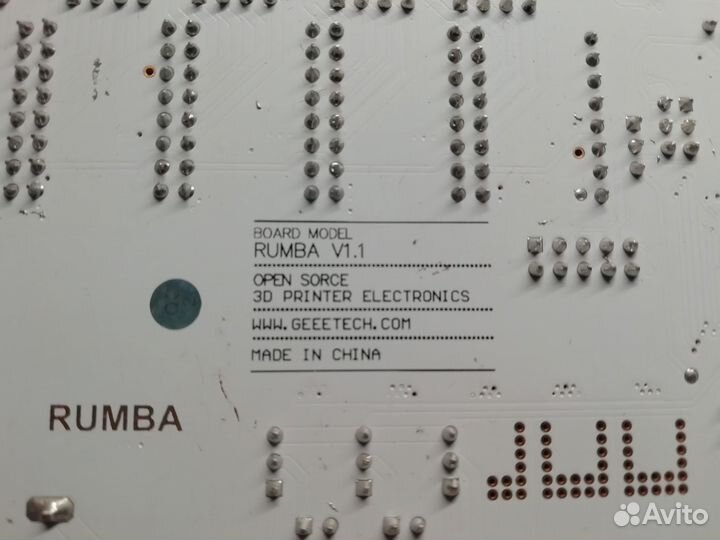 BOARD MODEL
RUMBA V1.1
OPEN SORCE
3D PRINTER ELECTRONICS
WWW.GEEETECH.COM
MADE IN CHINA
RUMBA
Avito